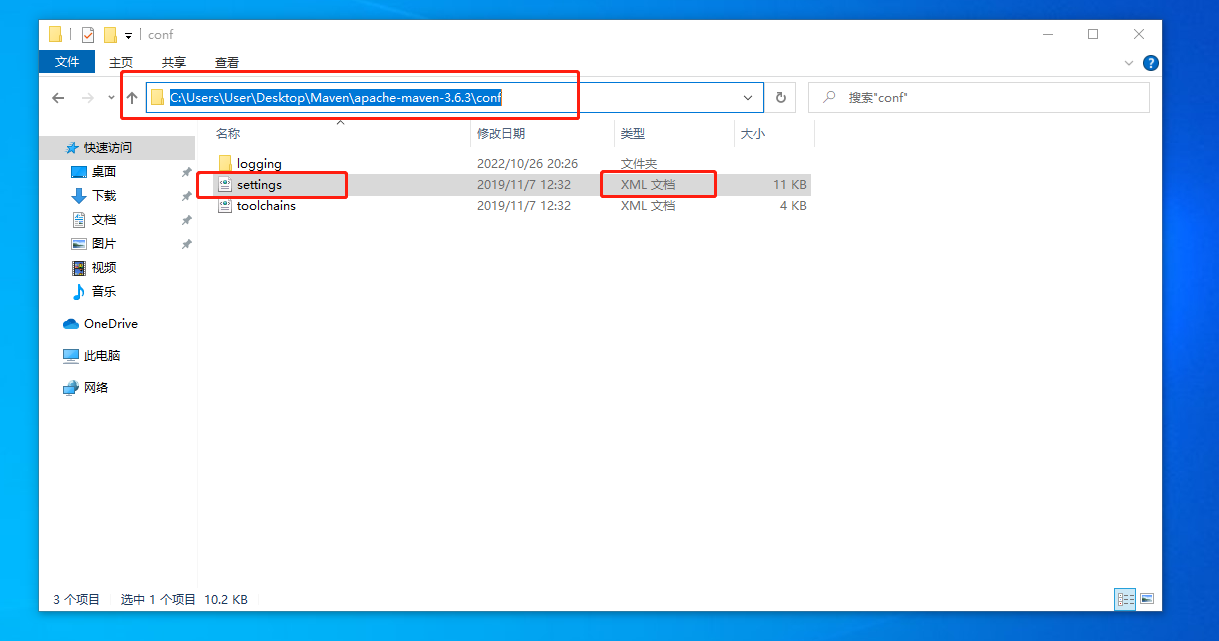 conf
文件 主页 共享 查看
C:\Users\User\Desktop\Maven\apache-maven-3.6.3\conf 搜索"conf"
名称 修改日期 类型 大小
快速访问
桌面
下载
文档
图片
视频
音乐
OneDrive
此电脑
网络
logging 2022/10/26 20:26 文件夹
settings 2019/11/7 12:32 XML 文档 11 KB
toolchains 2019/11/7 12:32 XML 文档 4 KB
3 个项目 选中 1 个项目 10.2 KB